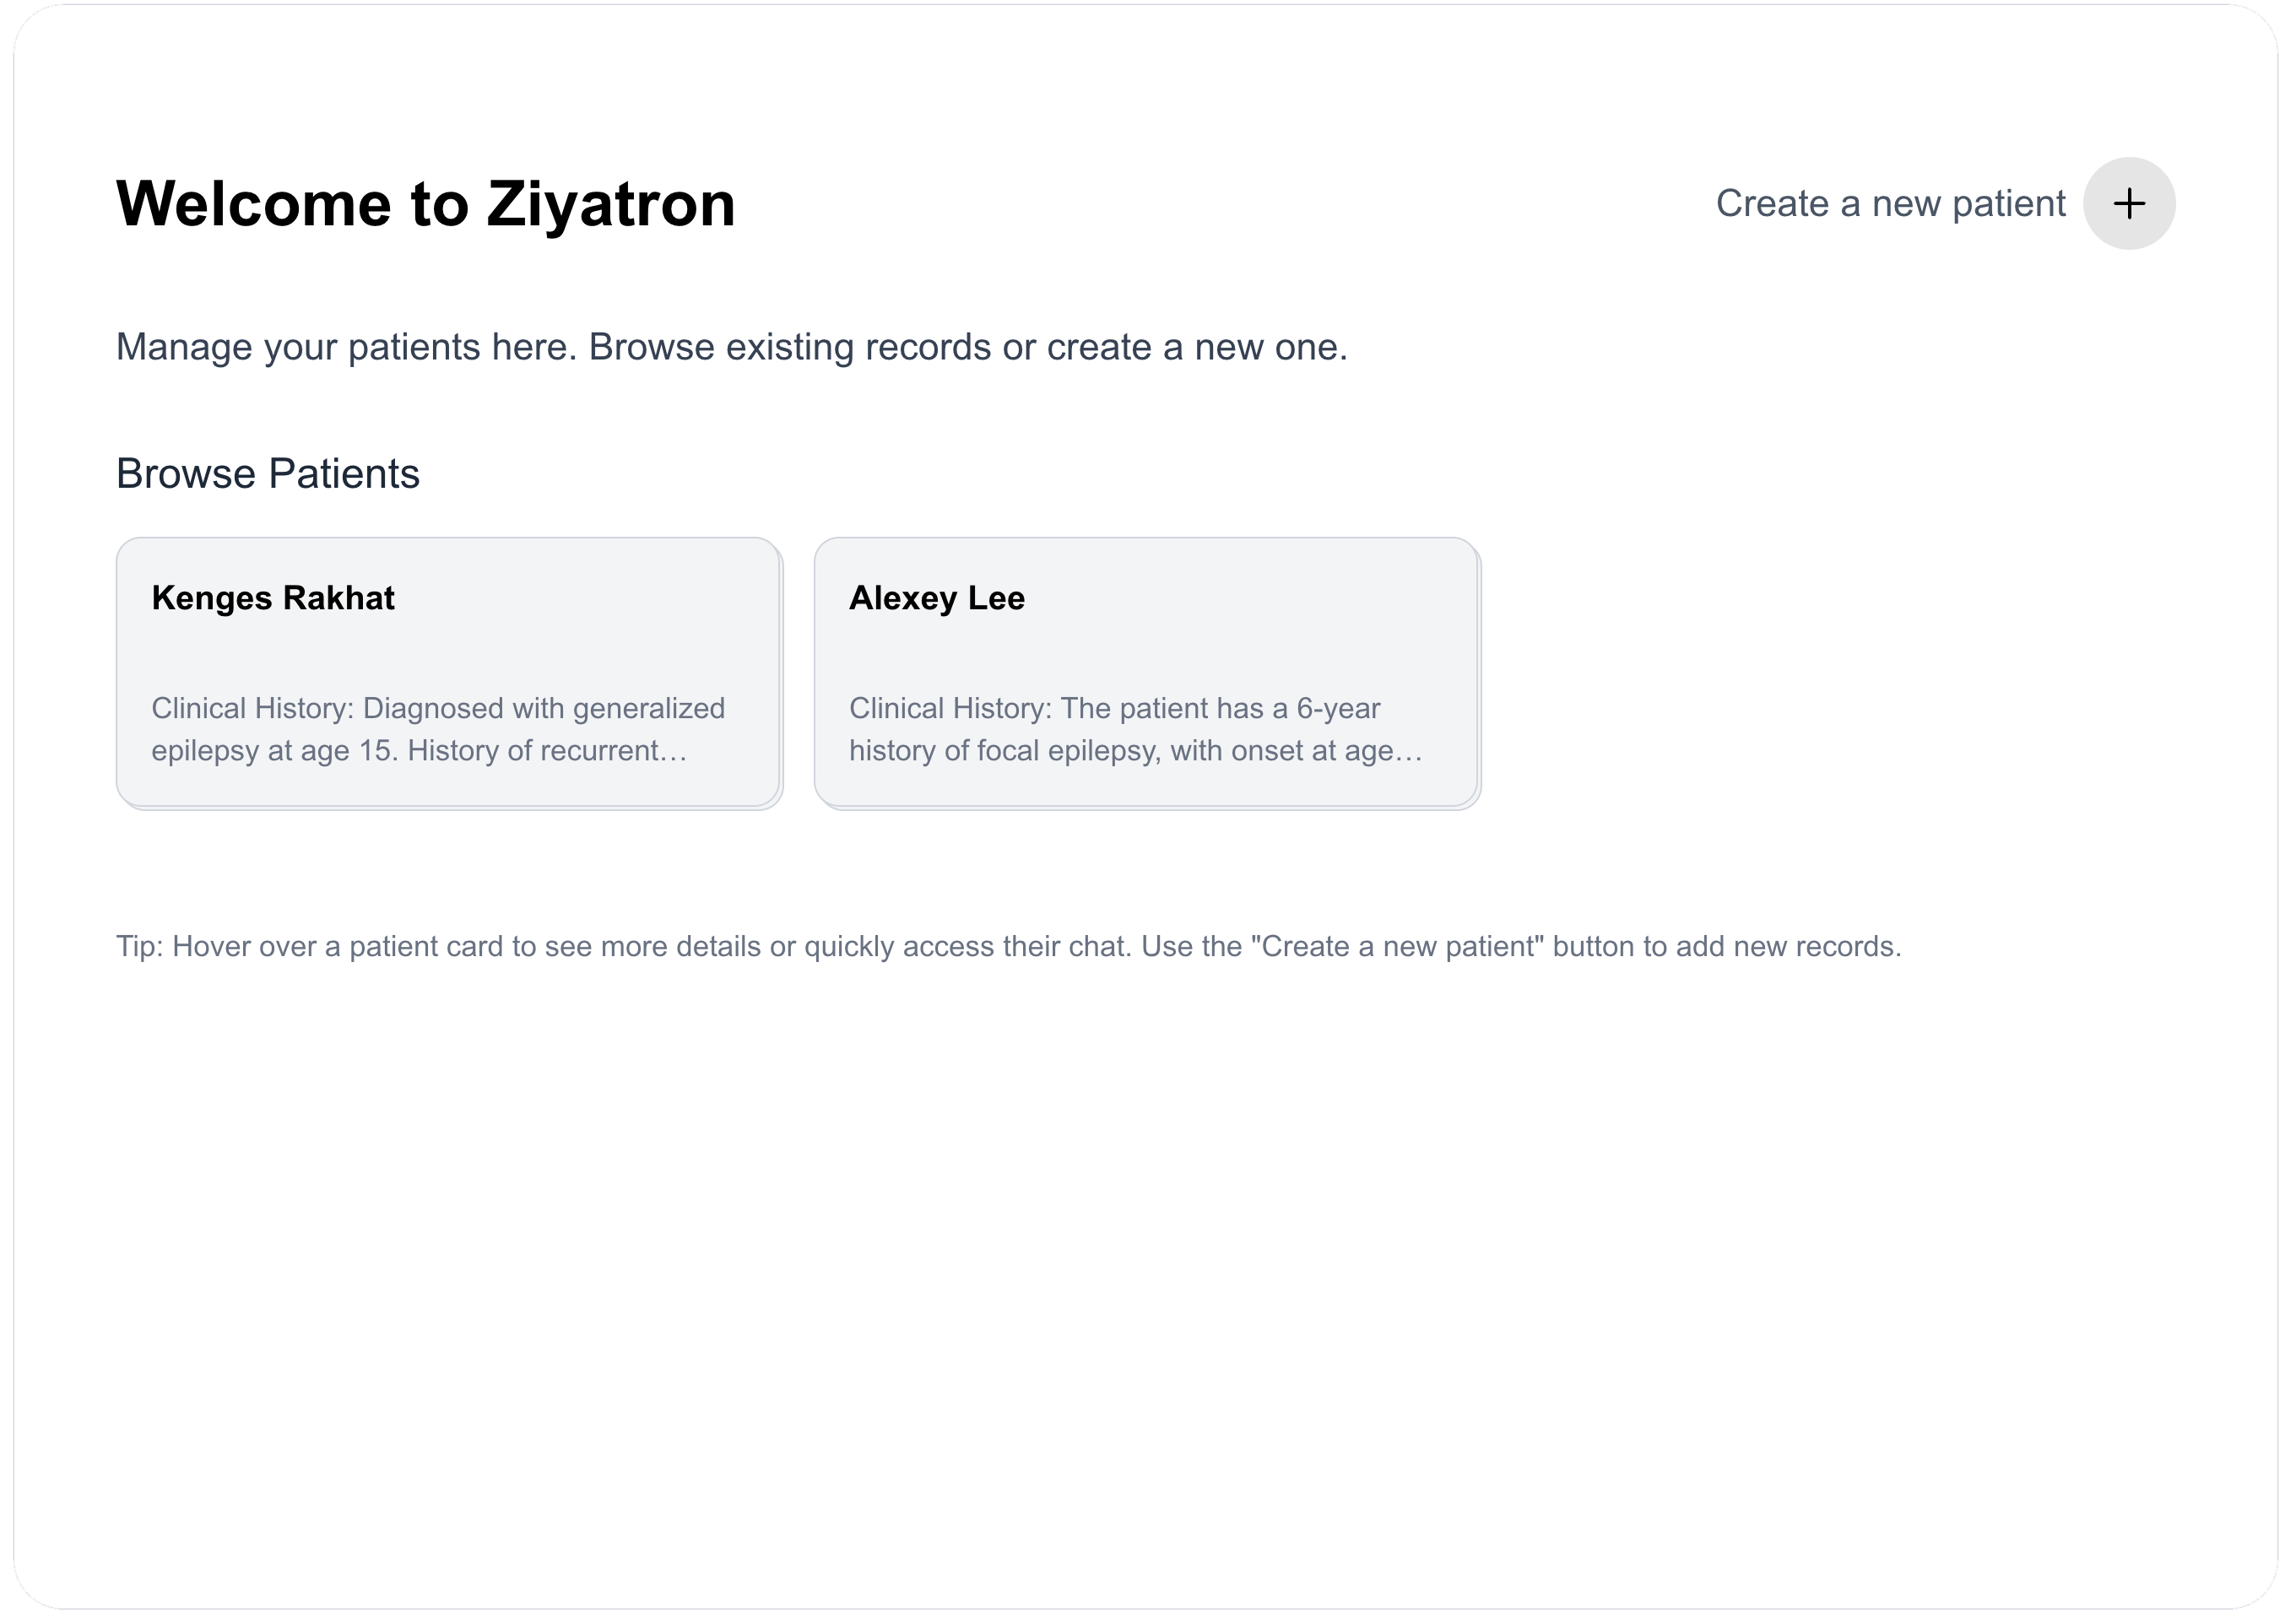 Welcome to Ziyatron
Create a new patient
Manage your patients here. Browse existing records or create a new one.
Browse Patients
Kenges Rakhat
Clinical History: Diagnosed with generalized
epilepsy at age 15. History of recurrent…
Alexey Lee
Clinical History: The patient has a 6-year
history of focal epilepsy, with onset at age…
Tip: Hover over a patient card to see more details or quickly access their chat. Use the "Create a new patient" button to add new records.